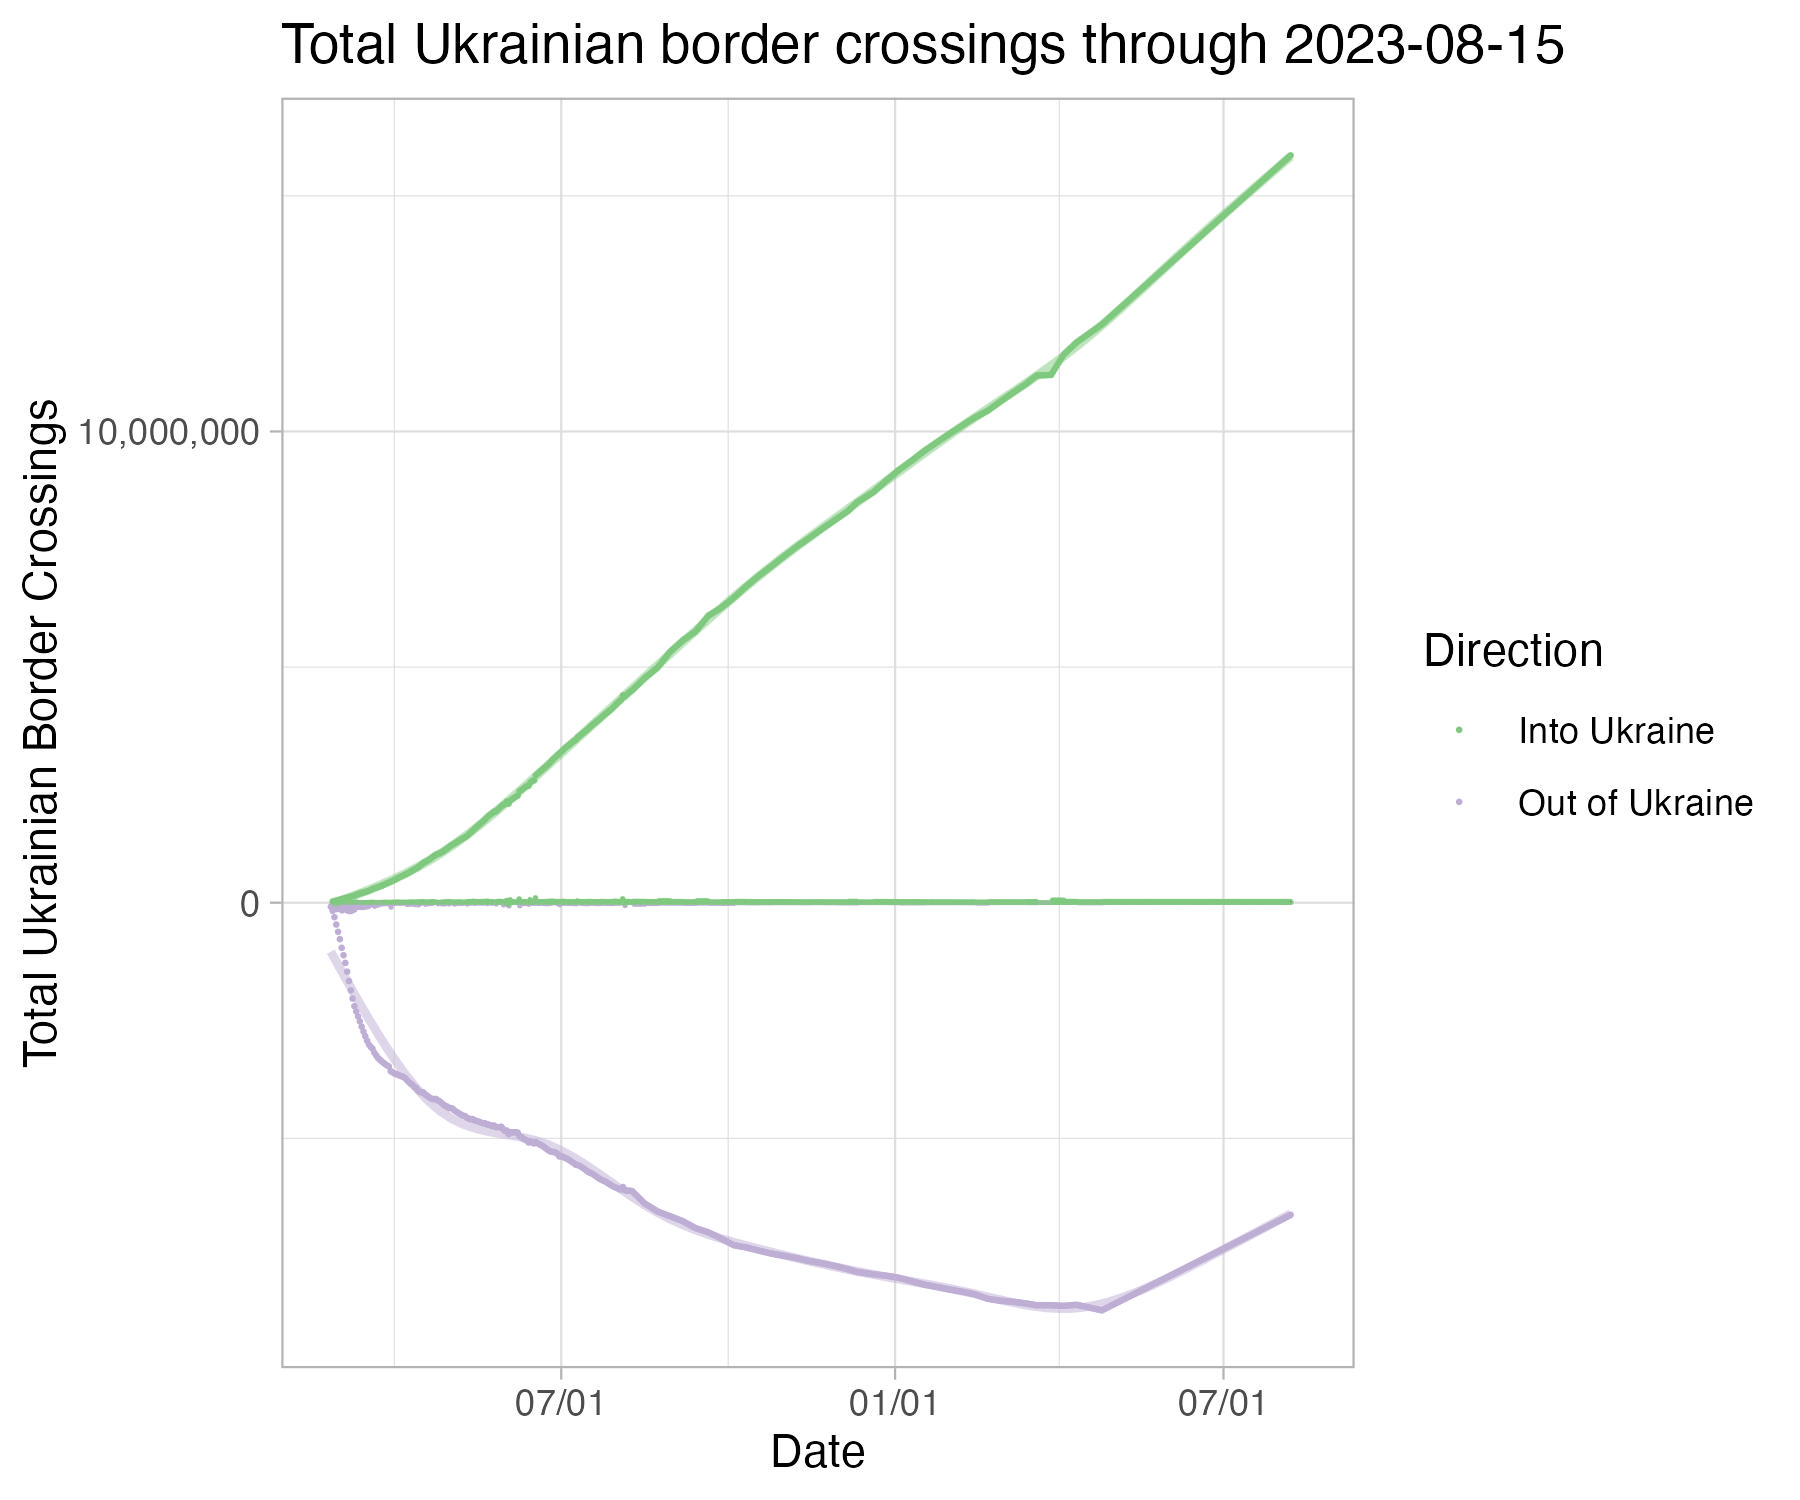 Total Ukrainian border crossings through 2023-08-15
Total Ukrainian Border Crossings
10,000,000
0
07/01
01/01
07/01
Date
Direction
Into Ukraine
Out of Ukraine